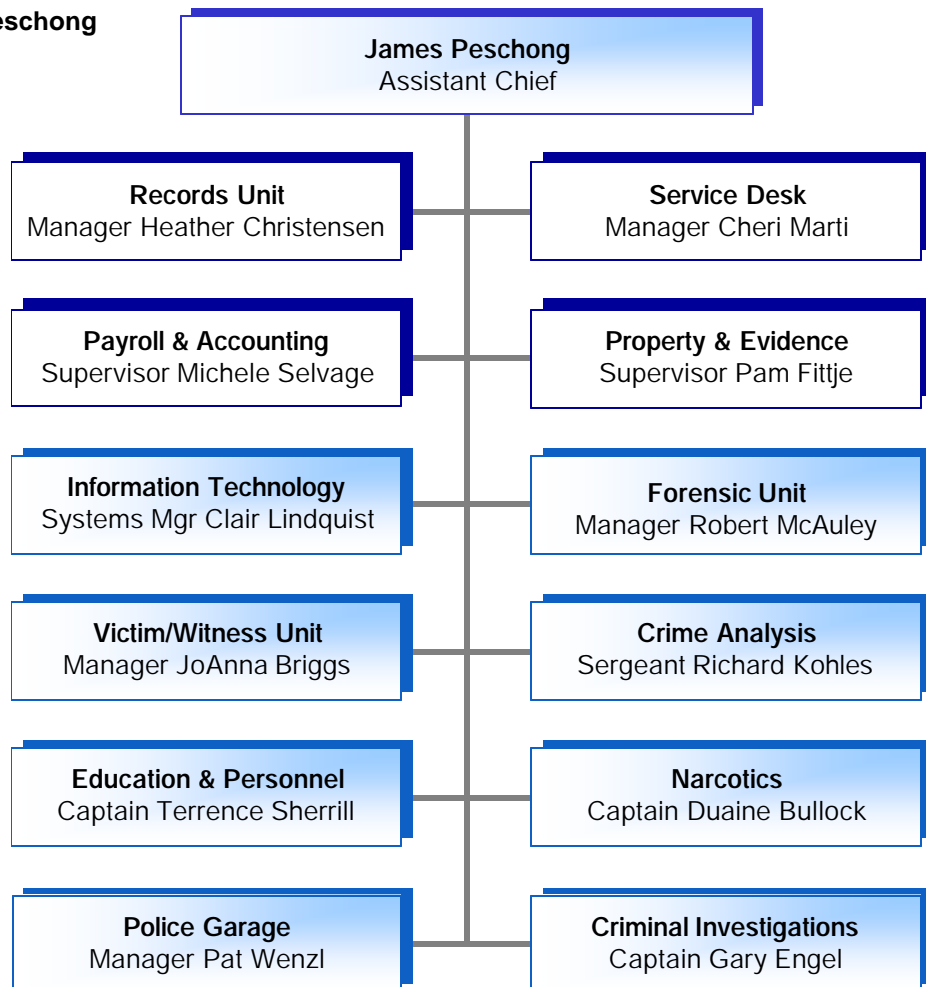 eschong
James Peschong
Assistant Chief
Records Unit
Manager Heather Christensen
Service Desk
Manager Cheri Marti
Payroll & Accounting
Supervisor Michele Selvage
Property & Evidence
Supervisor Pam Fittje
Information Technology
Systems Mgr Clair Lindquist
Forensic Unit
Manager Robert McAuley
Victim/Witness Unit
Manager JoAnna Briggs
Crime Analysis
Sergeant Richard Kohles
Education & Personnel
Captain Terrence Sherrill
Narcotics
Captain Duaine Bullock
Police Garage
Manager Pat Wenzl
Criminal Investigations
Captain Gary Engel